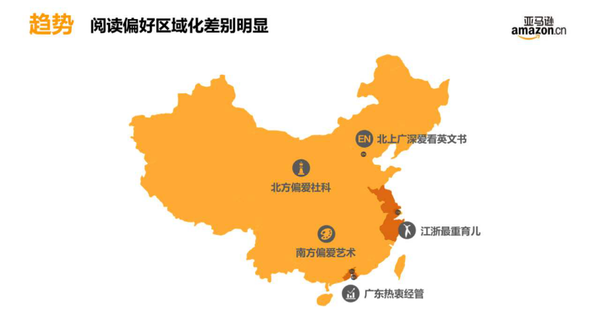 趋势 阅读偏好区域化差别明显
亚马逊
amazon.cn
EN 北上广深爱看英文书
北方偏爱社科
江浙最重育儿
南方偏爱艺术
广东热衷经管